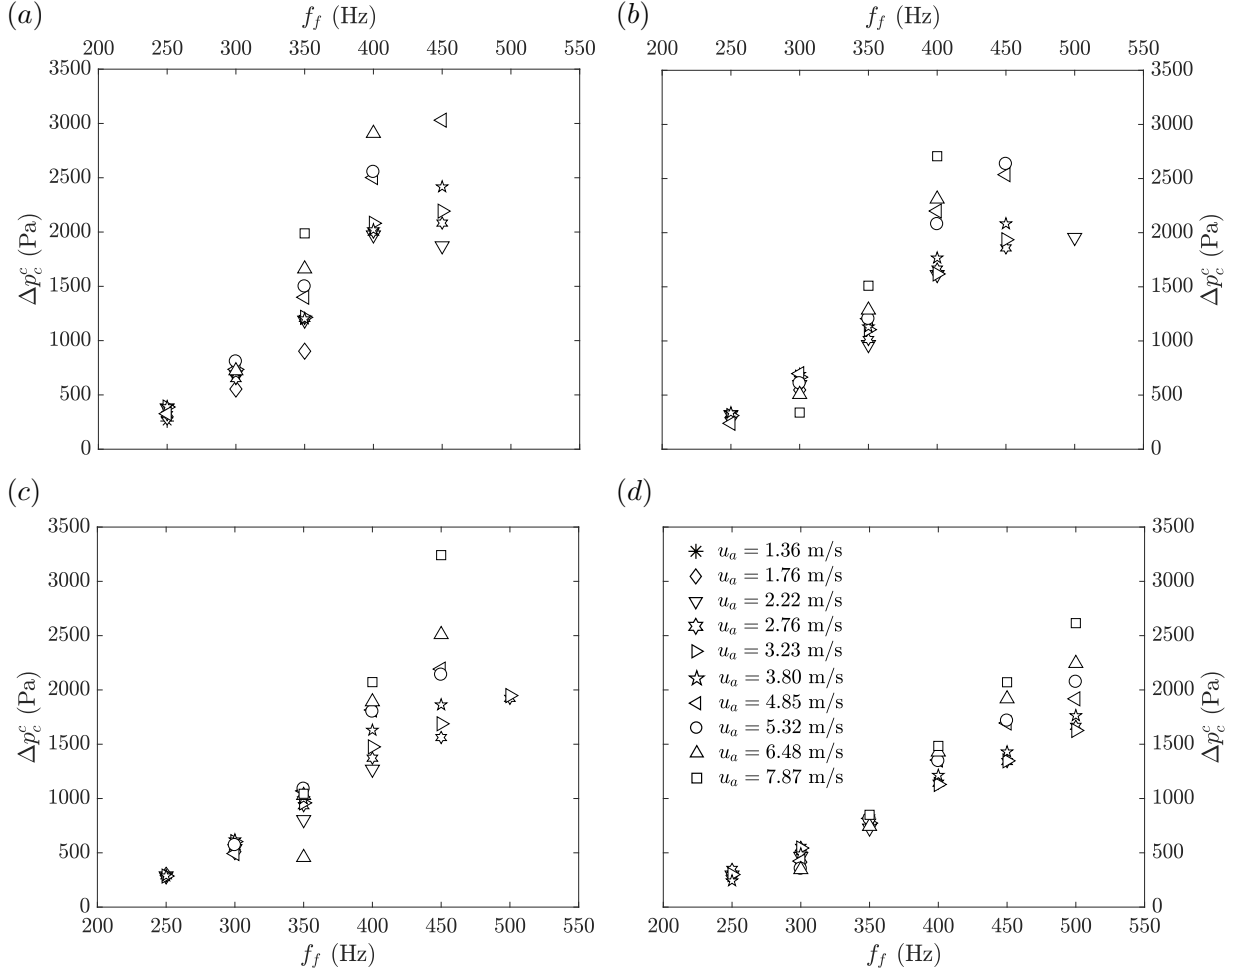 (a)
f_f (Hz)
200 250 300 350 400 450 500 550
3500
3000
2500
2000
1500
1000
500
0
Δp_c^c (Pa)
(b)
f_f (Hz)
200 250 300 350 400 450 500 550
3500
3000
2500
2000
1500
1000
500
0
Δp_c^c (Pa)
(c)
3500
3000
2500
2000
1500
1000
500
0
Δp_c^c (Pa)
200 250 300 350 400 450 500 550
f_f (Hz)
(d)
u_a = 1.36 m/s
u_a = 1.76 m/s
u_a = 2.22 m/s
u_a = 2.76 m/s
u_a = 3.23 m/s
u_a = 3.80 m/s
u_a = 4.85 m/s
u_a = 5.32 m/s
u_a = 6.48 m/s
u_a = 7.87 m/s
3500
3000
2500
2000
1500
1000
500
0
Δp_c^c (Pa)
200 250 300 350 400 450 500 550
f_f (Hz)